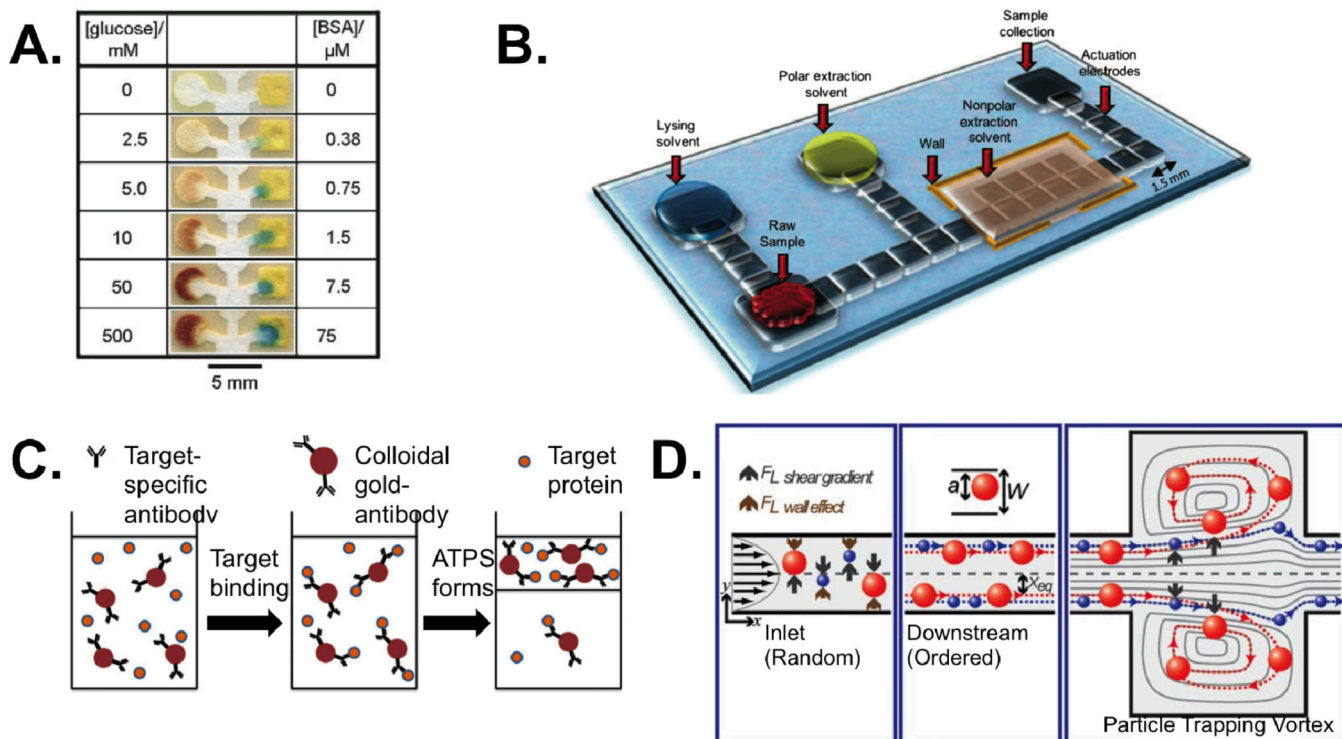 A.
[glucose]/
mM
[BSA]/
μM
0
0
2.5
0.38
5.0
0.75
10
1.5
50
7.5
500
75
5 mm
B.
Sample
collection
Actuation
electrodes
Polar extraction
solvent
Nonpolar
extraction
solvent
Lysing
solvent
Wall
1.5 mm
Raw
Sample
C.
Target-
specific
antibody
Colloidal
gold-
antibody
Target
protein
Target
binding
ATPS
forms
D.
FL shear gradient
FL wall effect
a
W
y
x
Xeq
Inlet
(Random)
Downstream
(Ordered)
Particle Trapping Vortex